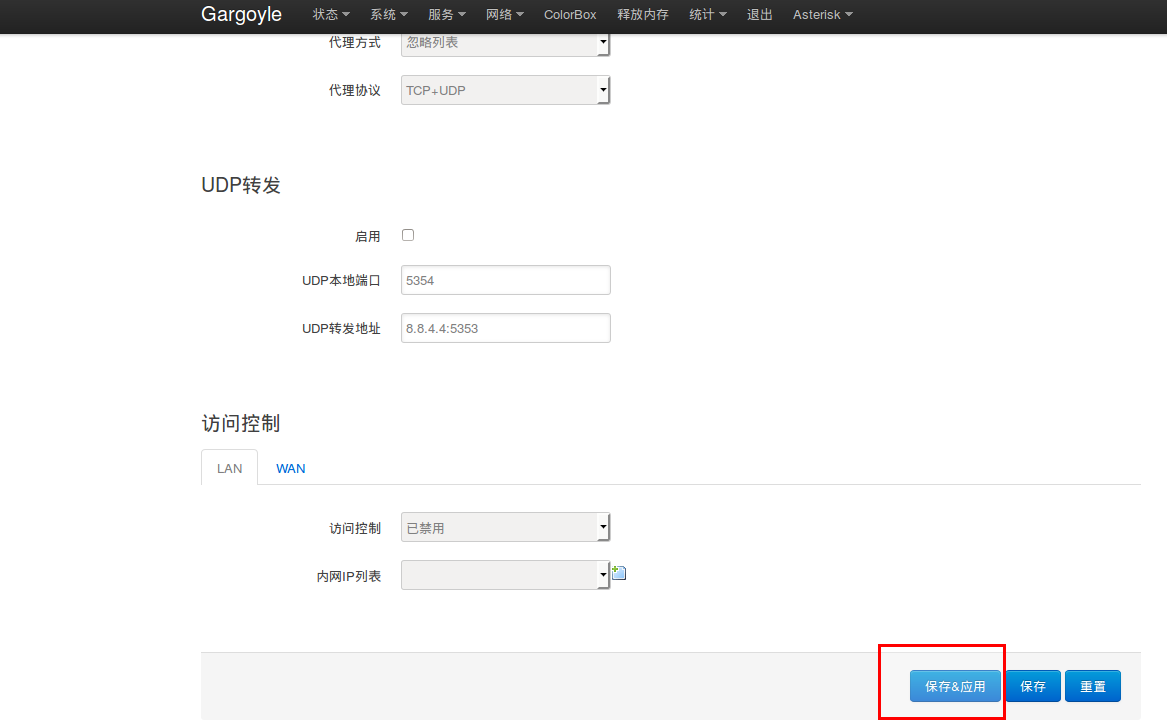 Gargoyle 状态 系统 服务 网络 ColorBox 释放内存 统计 退出 Asterisk
代理方式 忽略列表
代理协议 TCP+UDP
UDP转发
启用
UDP本地端口 5354
UDP转发地址 8.8.4.4:5353
访问控制
LAN WAN
访问控制 已禁用
内网IP列表
保存&应用 保存 重置